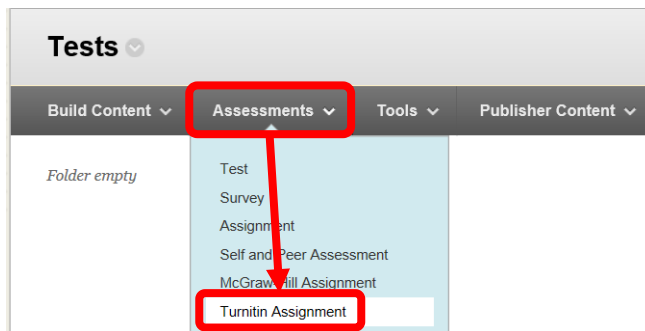 Tests
Build Content Assessments Tools Publisher Content
Folder empty
Test
Survey
Assignment
Self and Peer Assessment
McGraw-Hill Assignment
Turnitin Assignment